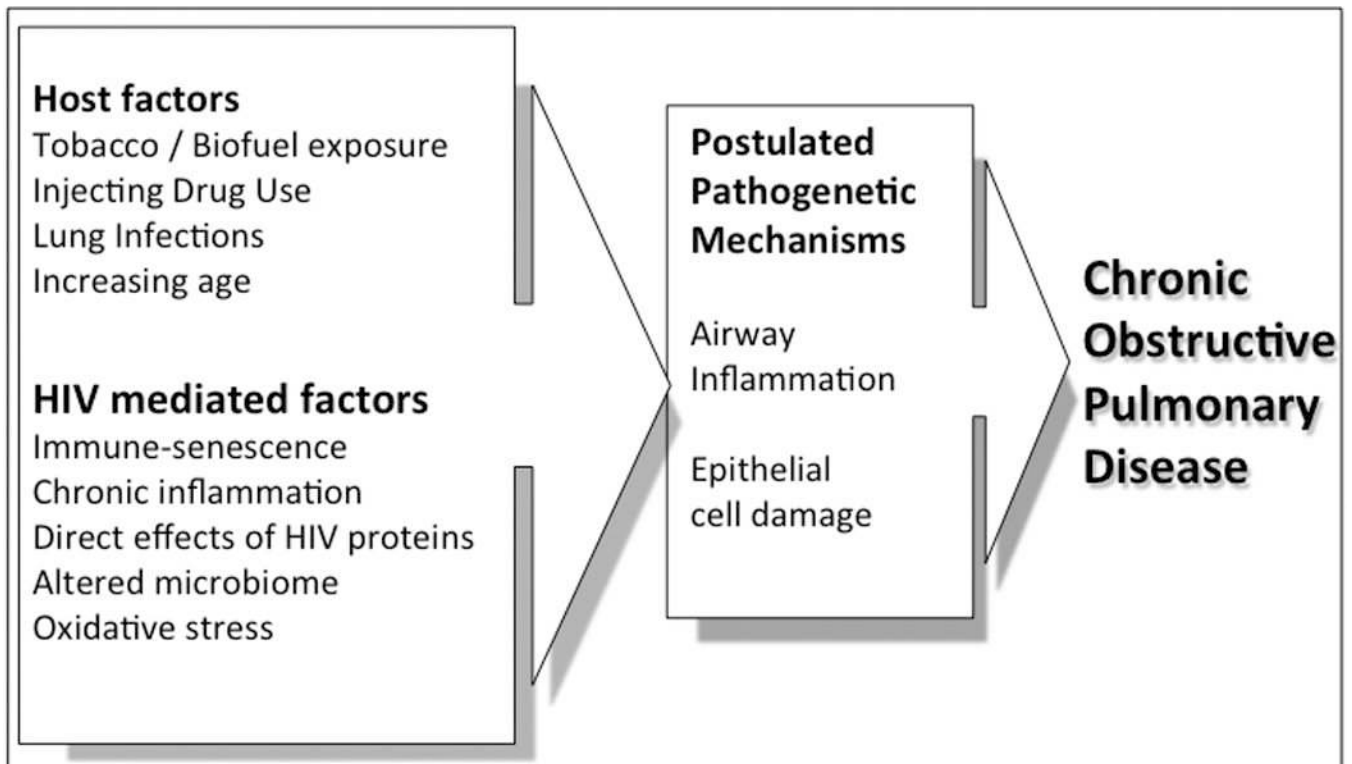 Host factors
Tobacco / Biofuel exposure
Injecting Drug Use
Lung Infections
Increasing age
HIV mediated factors
Immune-senescence
Chronic inflammation
Direct effects of HIV proteins
Altered microbiome
Oxidative stress
Postulated
Pathogenetic
Mechanisms
Airway
Inflammation
Epithelial
cell damage
Chronic
Obstructive
Pulmonary
Disease